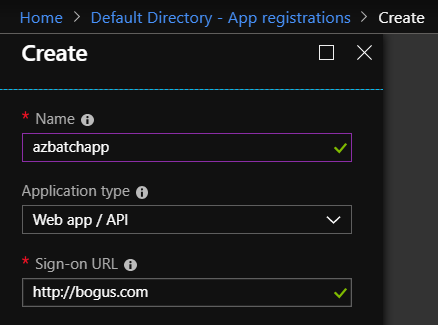 Home > Default Directory - App registrations > Create
Create
* Name
azbatchapp
Application type
Web app / API
* Sign-on URL
http://bogus.com